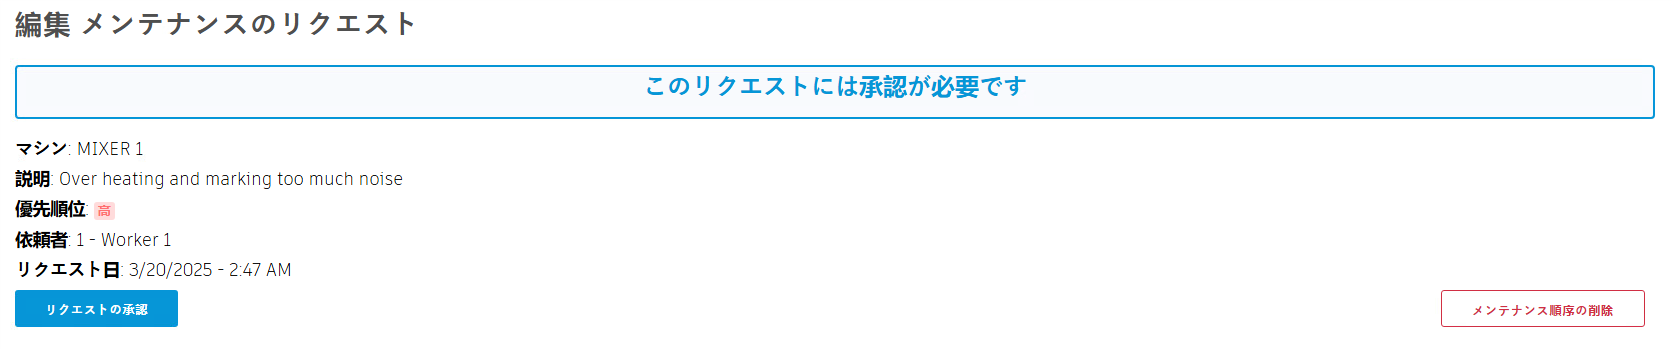 編集 メンテナンスのリクエスト
このリクエストには承認が必要です
マシン: MIXER 1
説明: Over heating and marking too much noise
優先順位: 高
依頼者: 1 - Worker 1
リクエスト日: 3/20/2025 - 2:47 AM
リクエストの承認 メンテナンス順序の削除